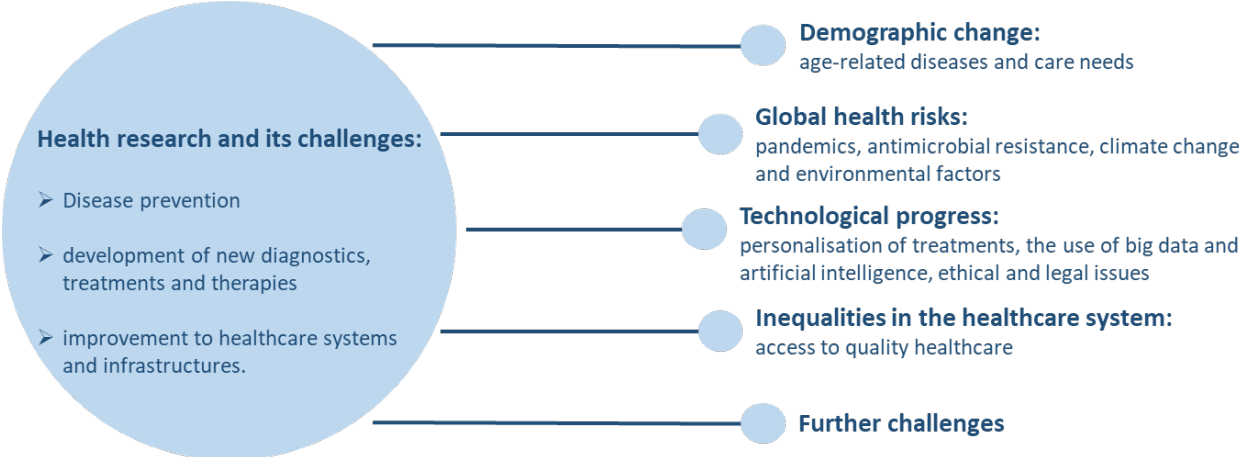 Health research and its challenges:
➢ Disease prevention
➢ development of new diagnostics,
treatments and therapies
➢ improvement to healthcare systems
and infrastructures.
Demographic change:
age-related diseases and care needs
Global health risks:
pandemics, antimicrobial resistance, climate change
and environmental factors
Technological progress:
personalisation of treatments, the use of big data and
artificial intelligence, ethical and legal issues
Inequalities in the healthcare system:
access to quality healthcare
Further challenges